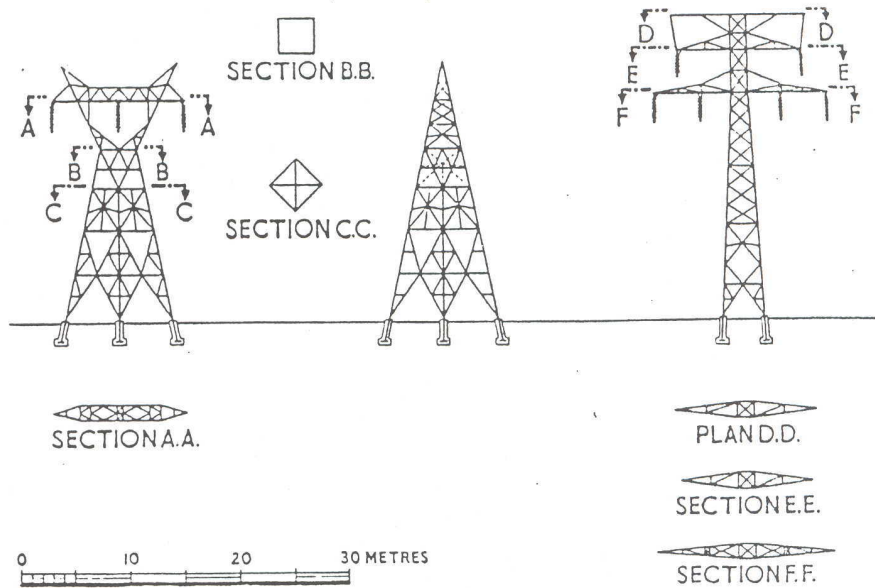 SECTION B.B.
D D
E E
A A
F F
B B
C C
SECTION C.C.
SECTION A.A.
PLAN D.D.
SECTION E.E.
SECTION F.F.
0 10 20 30 METRES